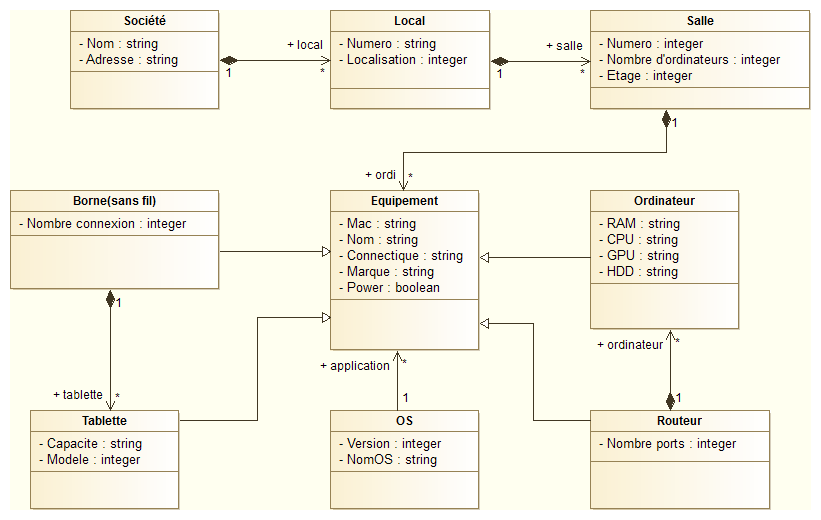 Société
- Nom : string
- Adresse : string
1
+ local
*
Local
- Numero : string
- Localisation : integer
1
+ salle
*
Salle
- Numero : integer
- Nombre d'ordinateurs : integer
- Etage : integer
1
+ ordi
*
Borne(sans fil)
- Nombre connexion : integer
1
Equipement
- Mac : string
- Nom : string
- Connectique : string
- Marque : string
- Power : boolean
Ordinateur
- RAM : string
- CPU : string
- GPU : string
- HDD : string
+ ordinateur
*
+ application
*
+ tablette
*
1
1
Tablette
- Capacite : string
- Modele : integer
OS
- Version : integer
- NomOS : string
Routeur
- Nombre ports : integer